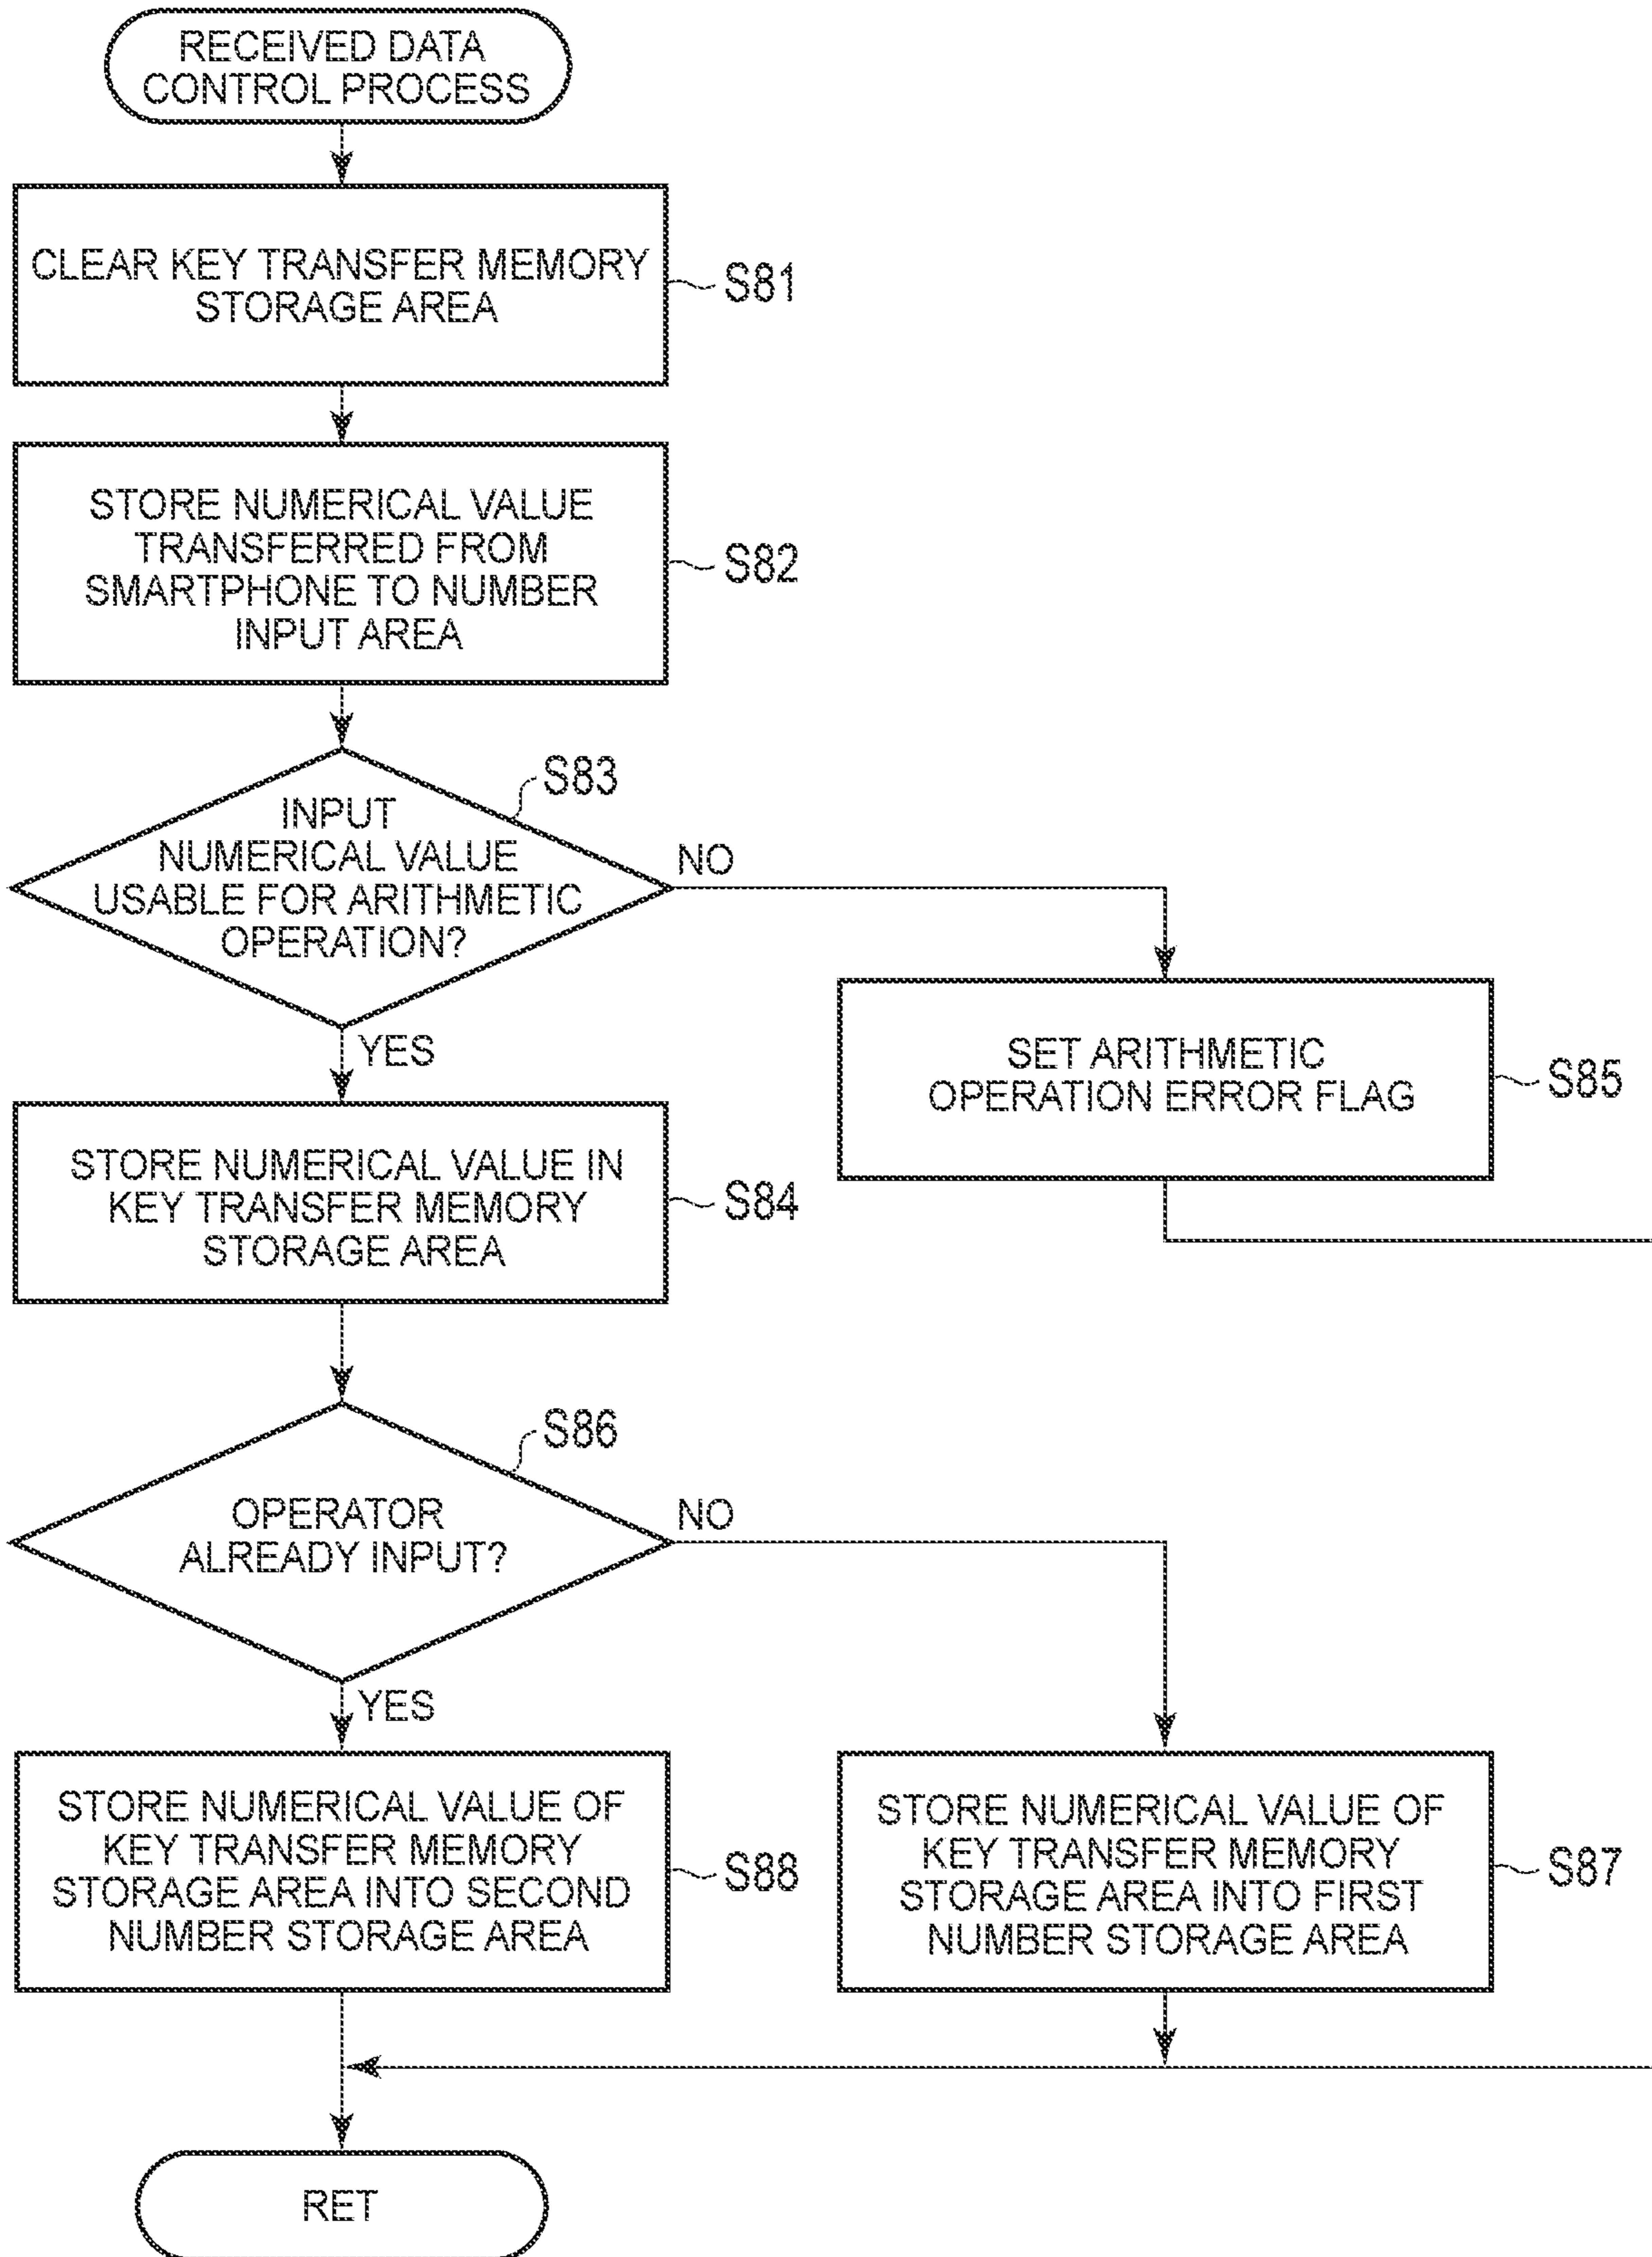 RECEIVED DATA
CONTROL PROCESS
CLEAR KEY TRANSFER MEMORY
STORAGE AREA
S81
STORE NUMERICAL VALUE
TRANSFERRED FROM
SMARTPHONE TO NUMBER
INPUT AREA
S82
S83
INPUT
NUMERICAL VALUE
USABLE FOR ARITHMETIC
OPERATION?
NO
YES
SET ARITHMETIC
OPERATION ERROR FLAG
S85
STORE NUMERICAL VALUE IN
KEY TRANSFER MEMORY
STORAGE AREA
S84
S86
OPERATOR
ALREADY INPUT?
NO
YES
STORE NUMERICAL VALUE OF
KEY TRANSFER MEMORY
STORAGE AREA INTO SECOND
NUMBER STORAGE AREA
S88
STORE NUMERICAL VALUE OF
KEY TRANSFER MEMORY
STORAGE AREA INTO FIRST
NUMBER STORAGE AREA
S87
RET